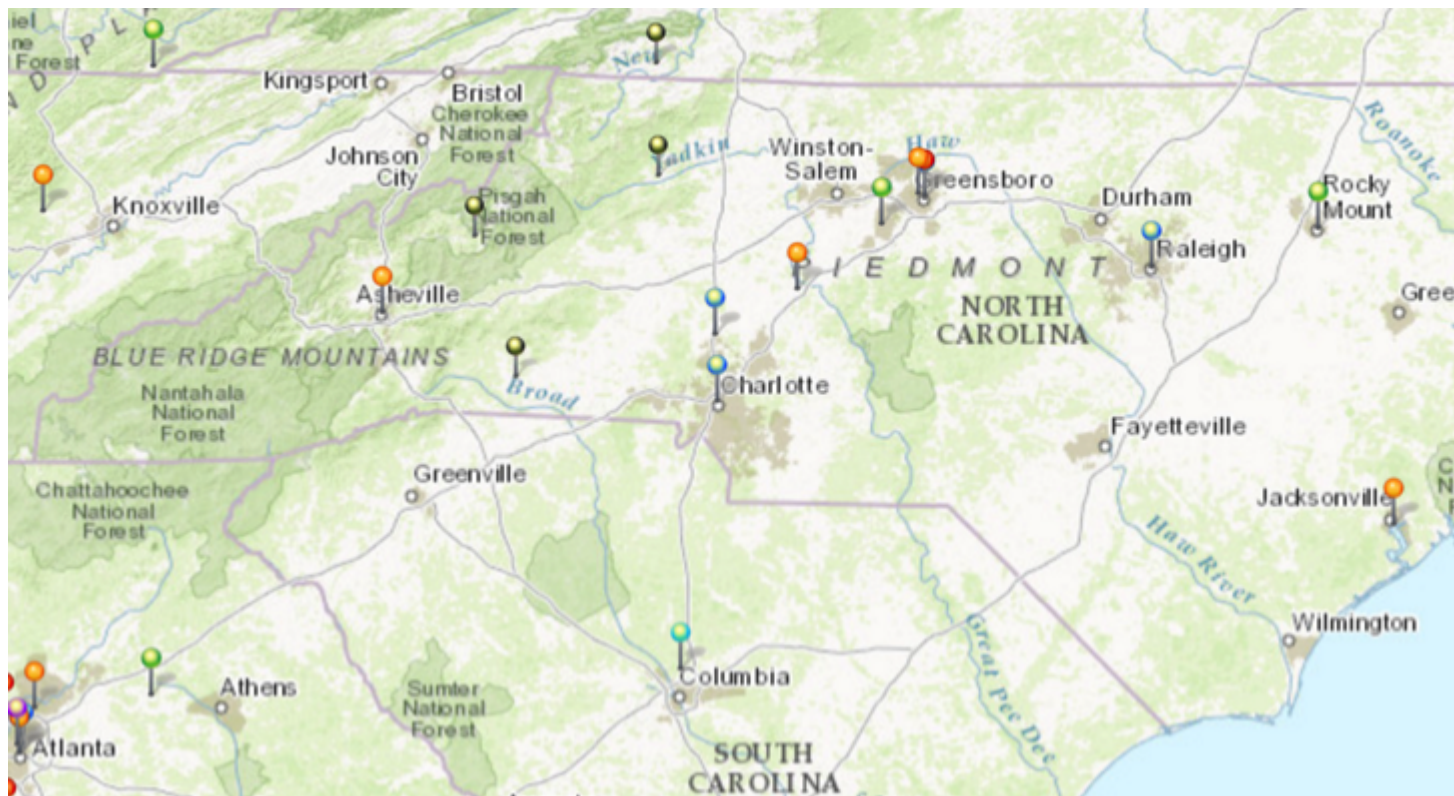 Forest
Kingsport
Bristol
New
Cherokee
National
Forest
Johnson
City
Yadkin
Winston-
Salem
Haw
Greensboro
Durham
Roanoke
Rocky
Mount
Knoxville
Pisgah
National
Forest
Raleigh
Asheville
PIEDMONT
NORTH
CAROLINA
Gree
BLUE RIDGE MOUNTAINS
Nantahala
National
Forest
Broad
Charlotte
Fayetteville
Greenville
Chattahoochee
National
Forest
Jacksonville
Haw River
Wilmington
Great Pee Dee
Columbia
Athens
Sumter
National
Forest
Atlanta
SOUTH
CAROLINA